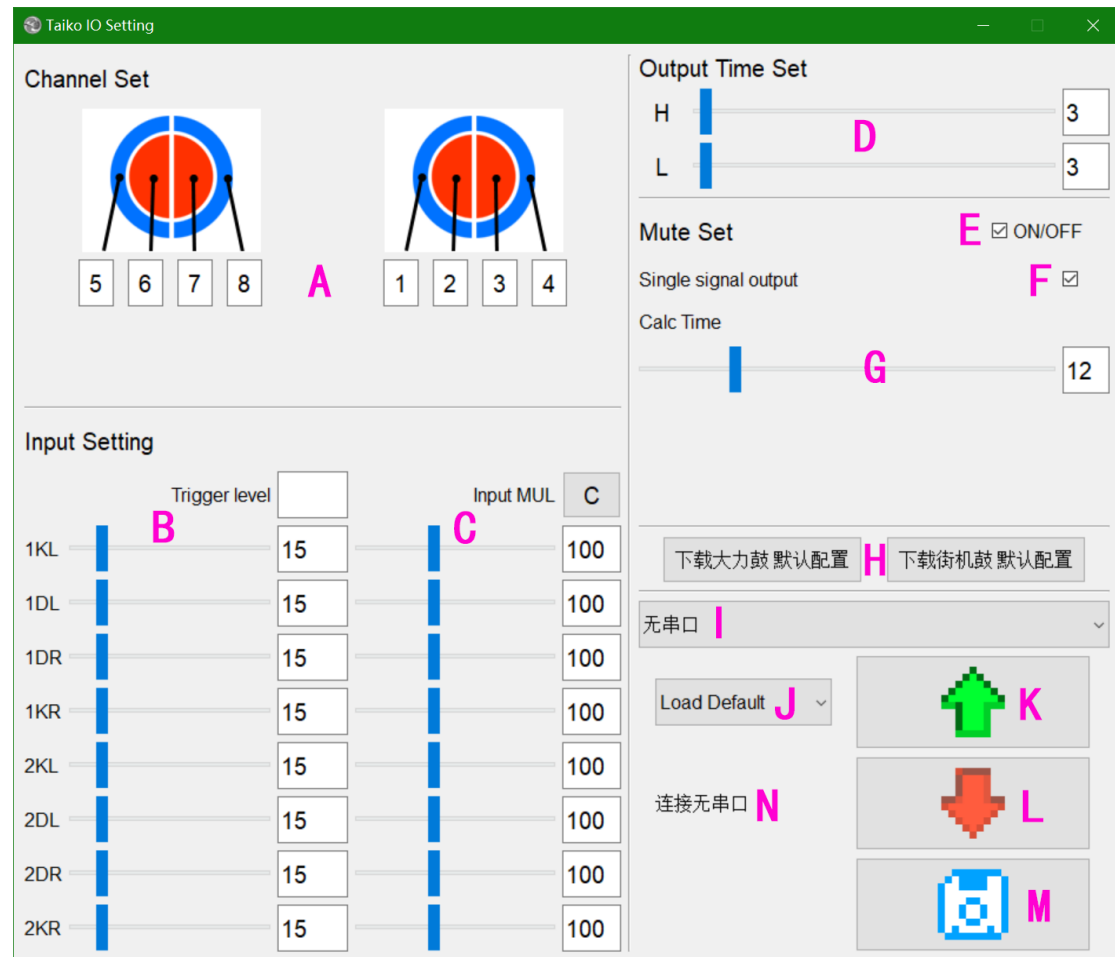 Taiko IO Setting
Channel Set
5 6 7 8 A 1 2 3 4
Input Setting
Trigger level Input MUL C
B C
1KL 15 100
1DL 15 100
1DR 15 100
1KR 15 100
2KL 15 100
2DL 15 100
2DR 15 100
2KR 15 100
Output Time Set
H 3
D
L 3
Mute Set E ON/OFF
Single signal output F
Calc Time
G 12
下载大力鼓 默认配置 H 下载街机鼓 默认配置
无串口 I
Load Default J K
连接无串口 N L
M